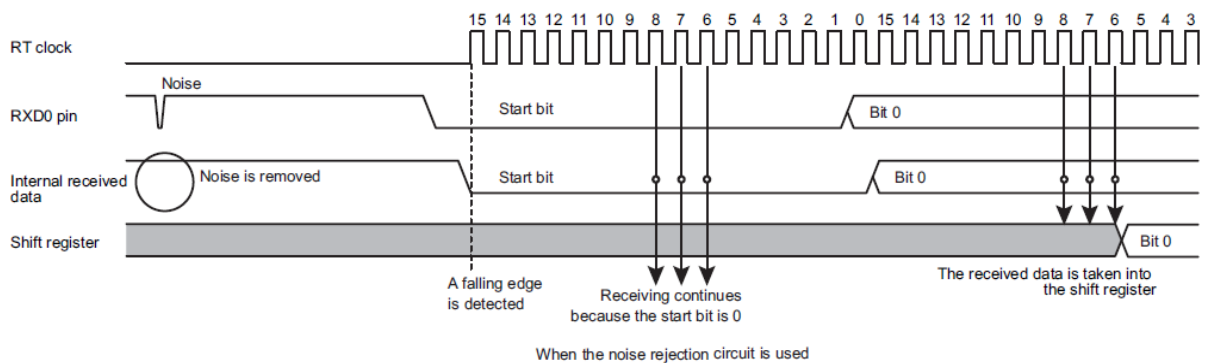 15 14 13 12 11 10 9 8 7 6 5 4 3 2 1 0 15 14 13 12 11 10 9 8 7 6 5 4 3
RT clock
Noise
RXD0 pin
Start bit
Bit 0
Internal received
data
Noise is removed
Start bit
Bit 0
Shift register
Bit 0
A falling edge
is detected
Receiving continues
because the start bit is 0
The received data is taken into
the shift register
When the noise rejection circuit is used